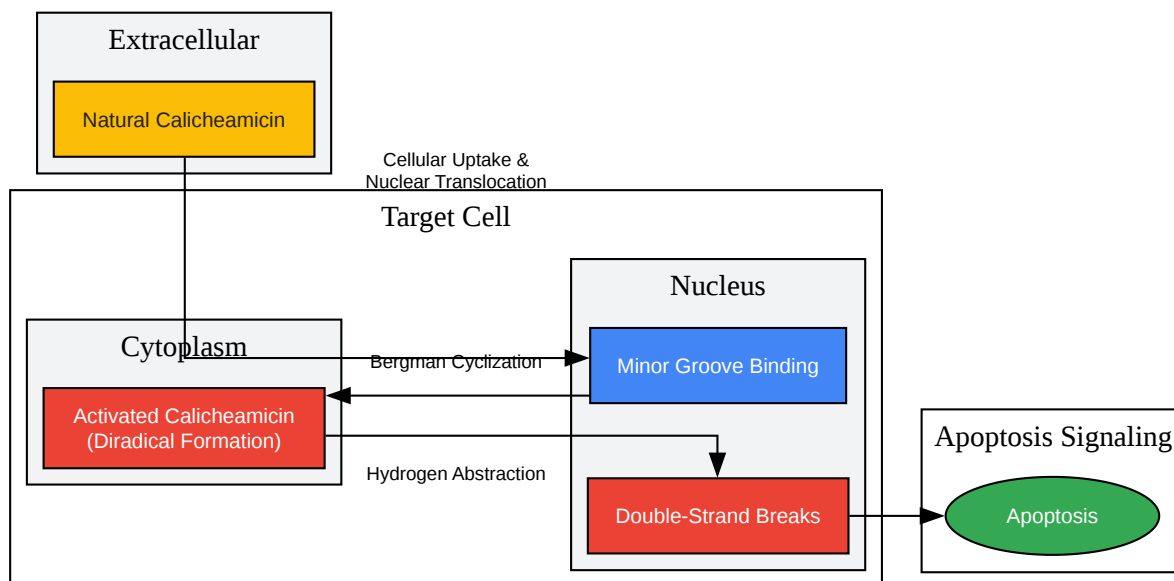 Extracellular
Natural Calicheamicin
Cellular Uptake &
Nuclear Translocation
Target Cell
Nucleus
Cytoplasm
Bergman Cyclization
Minor Groove Binding
Activated Calicheamicin
(Diradical Formation)
Hydrogen Abstraction
Double-Strand Breaks
Apoptosis Signaling
Apoptosis